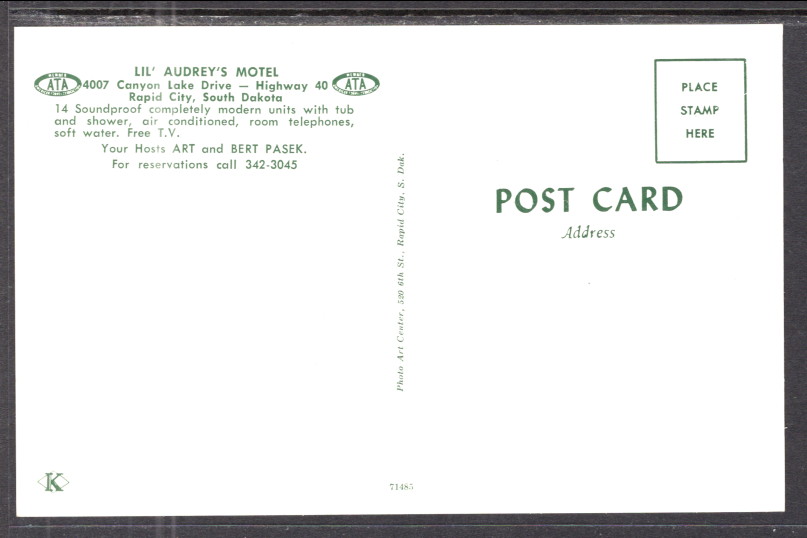 LIL' AUDREY'S MOTEL
ATA 4007 Canyon Lake Drive — Highway 40 ATA
Rapid City, South Dakota
14 Soundproof completely modern units with tub
and shower, air conditioned, room telephones,
soft water. Free T.V.
Your Hosts ART and BERT PASEK.
For reservations call 342-3045
Photo Art Center, 520 6th St., Rapid City, S. Dak.
PLACE
STAMP
HERE
POST CARD
Address
K
71485